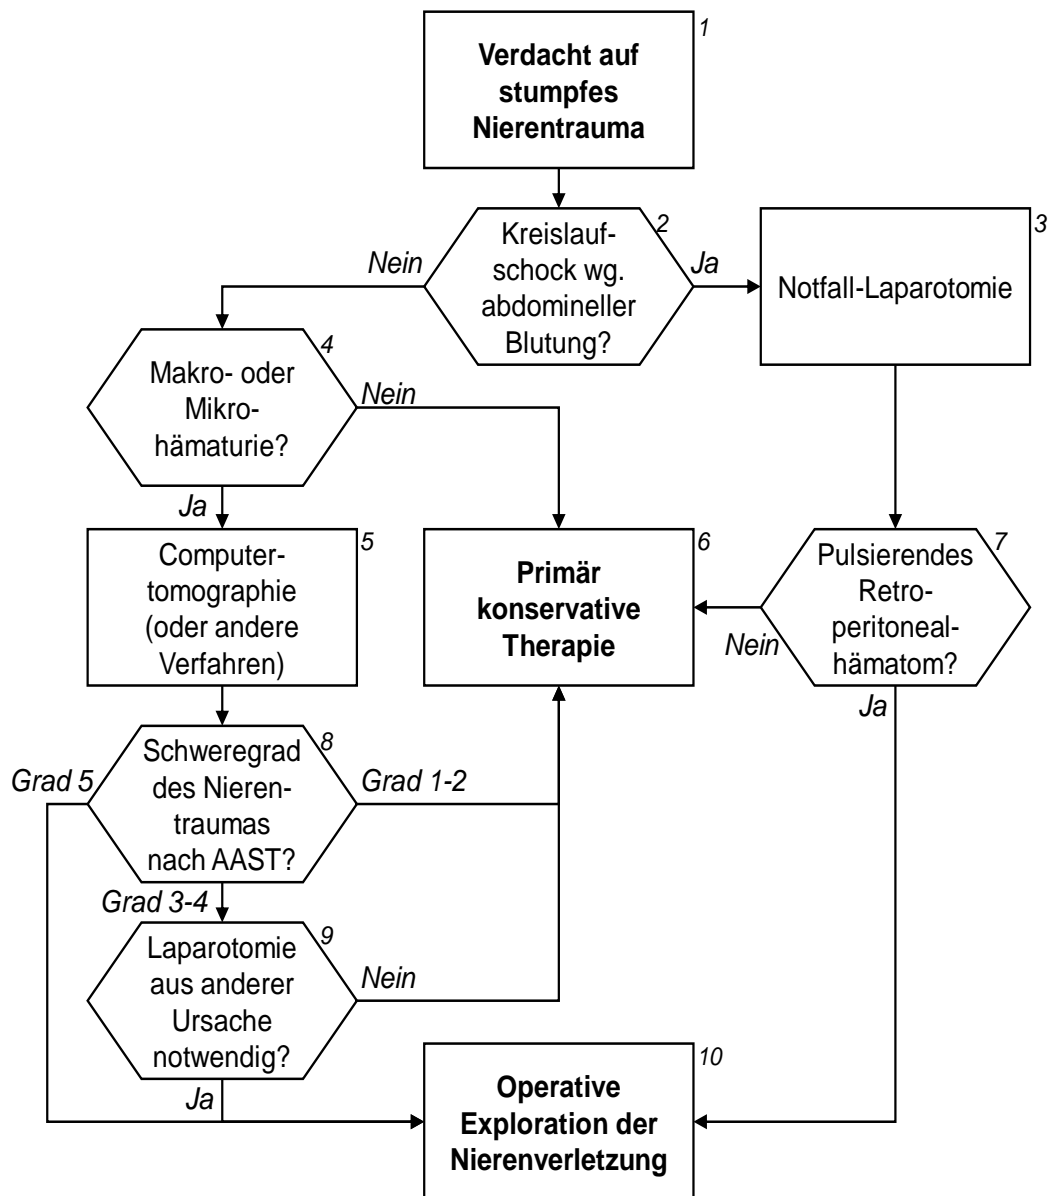 1
Verdacht auf
stumpfes
Nierentrauma
2
Kreislauf-
schock wg.
abdomineller
Blutung?
Nein
Ja
3
Notfall-Laparotomie
4
Makro- oder
Mikro-
hämaturie?
Nein
Ja
5
Computer-
tomographie
(oder andere
Verfahren)
6
Primär
konservative
Therapie
7
Pulsierendes
Retro-
peritoneal-
hämatom?
Nein
Ja
8
Schweregrad
des Nieren-
traumas
nach AAST?
Grad 5
Grad 1-2
Grad 3-4
9
Laparotomie
aus anderer
Ursache
notwendig?
Nein
Ja
10
Operative
Exploration der
Nierenverletzung